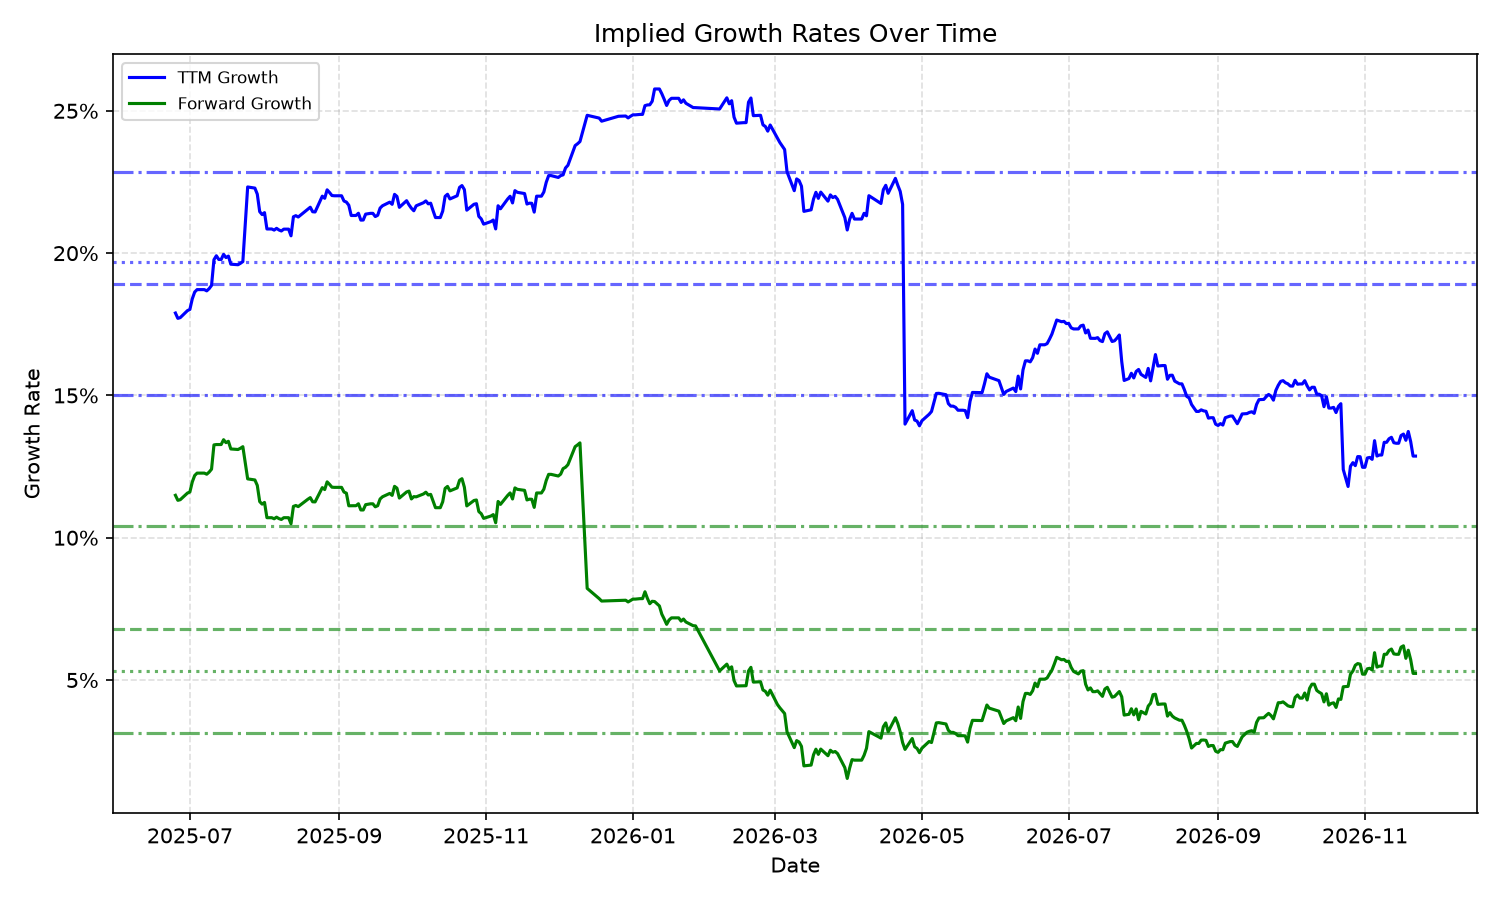 Implied Growth Rates Over Time
TTM Growth
Forward Growth
25%
20%
15%
10%
5%
Growth Rate
2025-07
2025-09
2025-11
2026-01
2026-03
2026-05
2026-07
2026-09
2026-11
Date